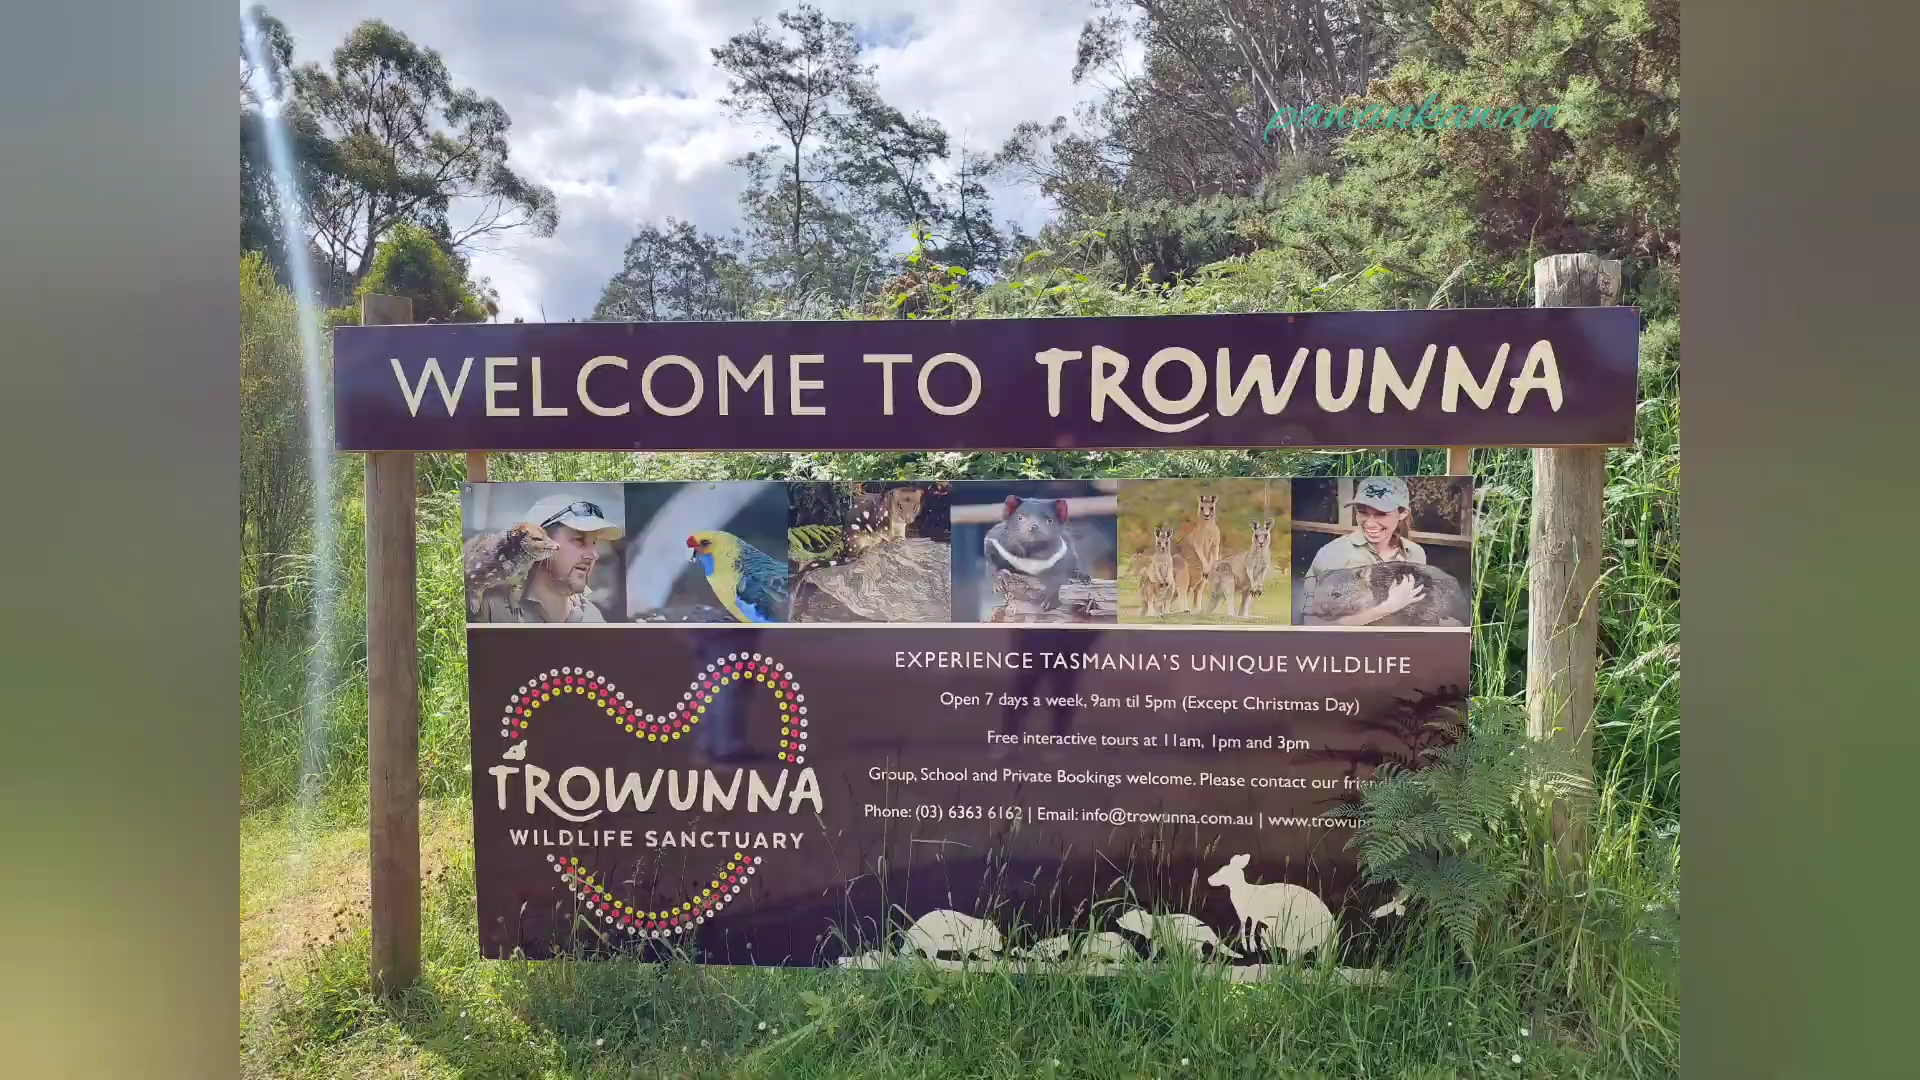 pawankawan
WELCOME TO TROWUNNA
EXPERIENCE TASMANIA'S UNIQUE WILDLIFE
Open 7 days a week, 9am til 5pm (Except Christmas Day)
Free interactive tours at 11am, 1pm and 3pm
Group, School and Private Bookings welcome. Please contact our
Phone: (03) 6363 6162 | Email: info@trowunna.com.au |
TROWUNNA
WILDLIFE SANCTUARY